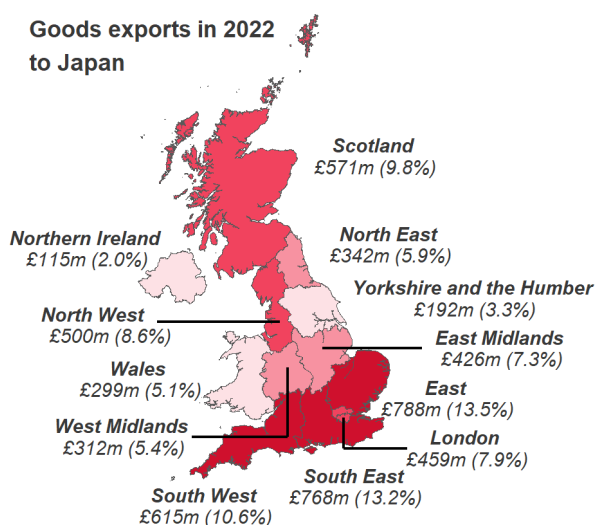 Goods exports in 2022
to Japan
Scotland
£571m (9.8%)
Northern Ireland
£115m (2.0%)
North East
£342m (5.9%)
Yorkshire and the Humber
£192m (3.3%)
North West
£500m (8.6%)
East Midlands
£426m (7.3%)
Wales
£299m (5.1%)
East
£788m (13.5%)
West Midlands
£312m (5.4%)
London
£459m (7.9%)
South East
£768m (13.2%)
South West
£615m (10.6%)